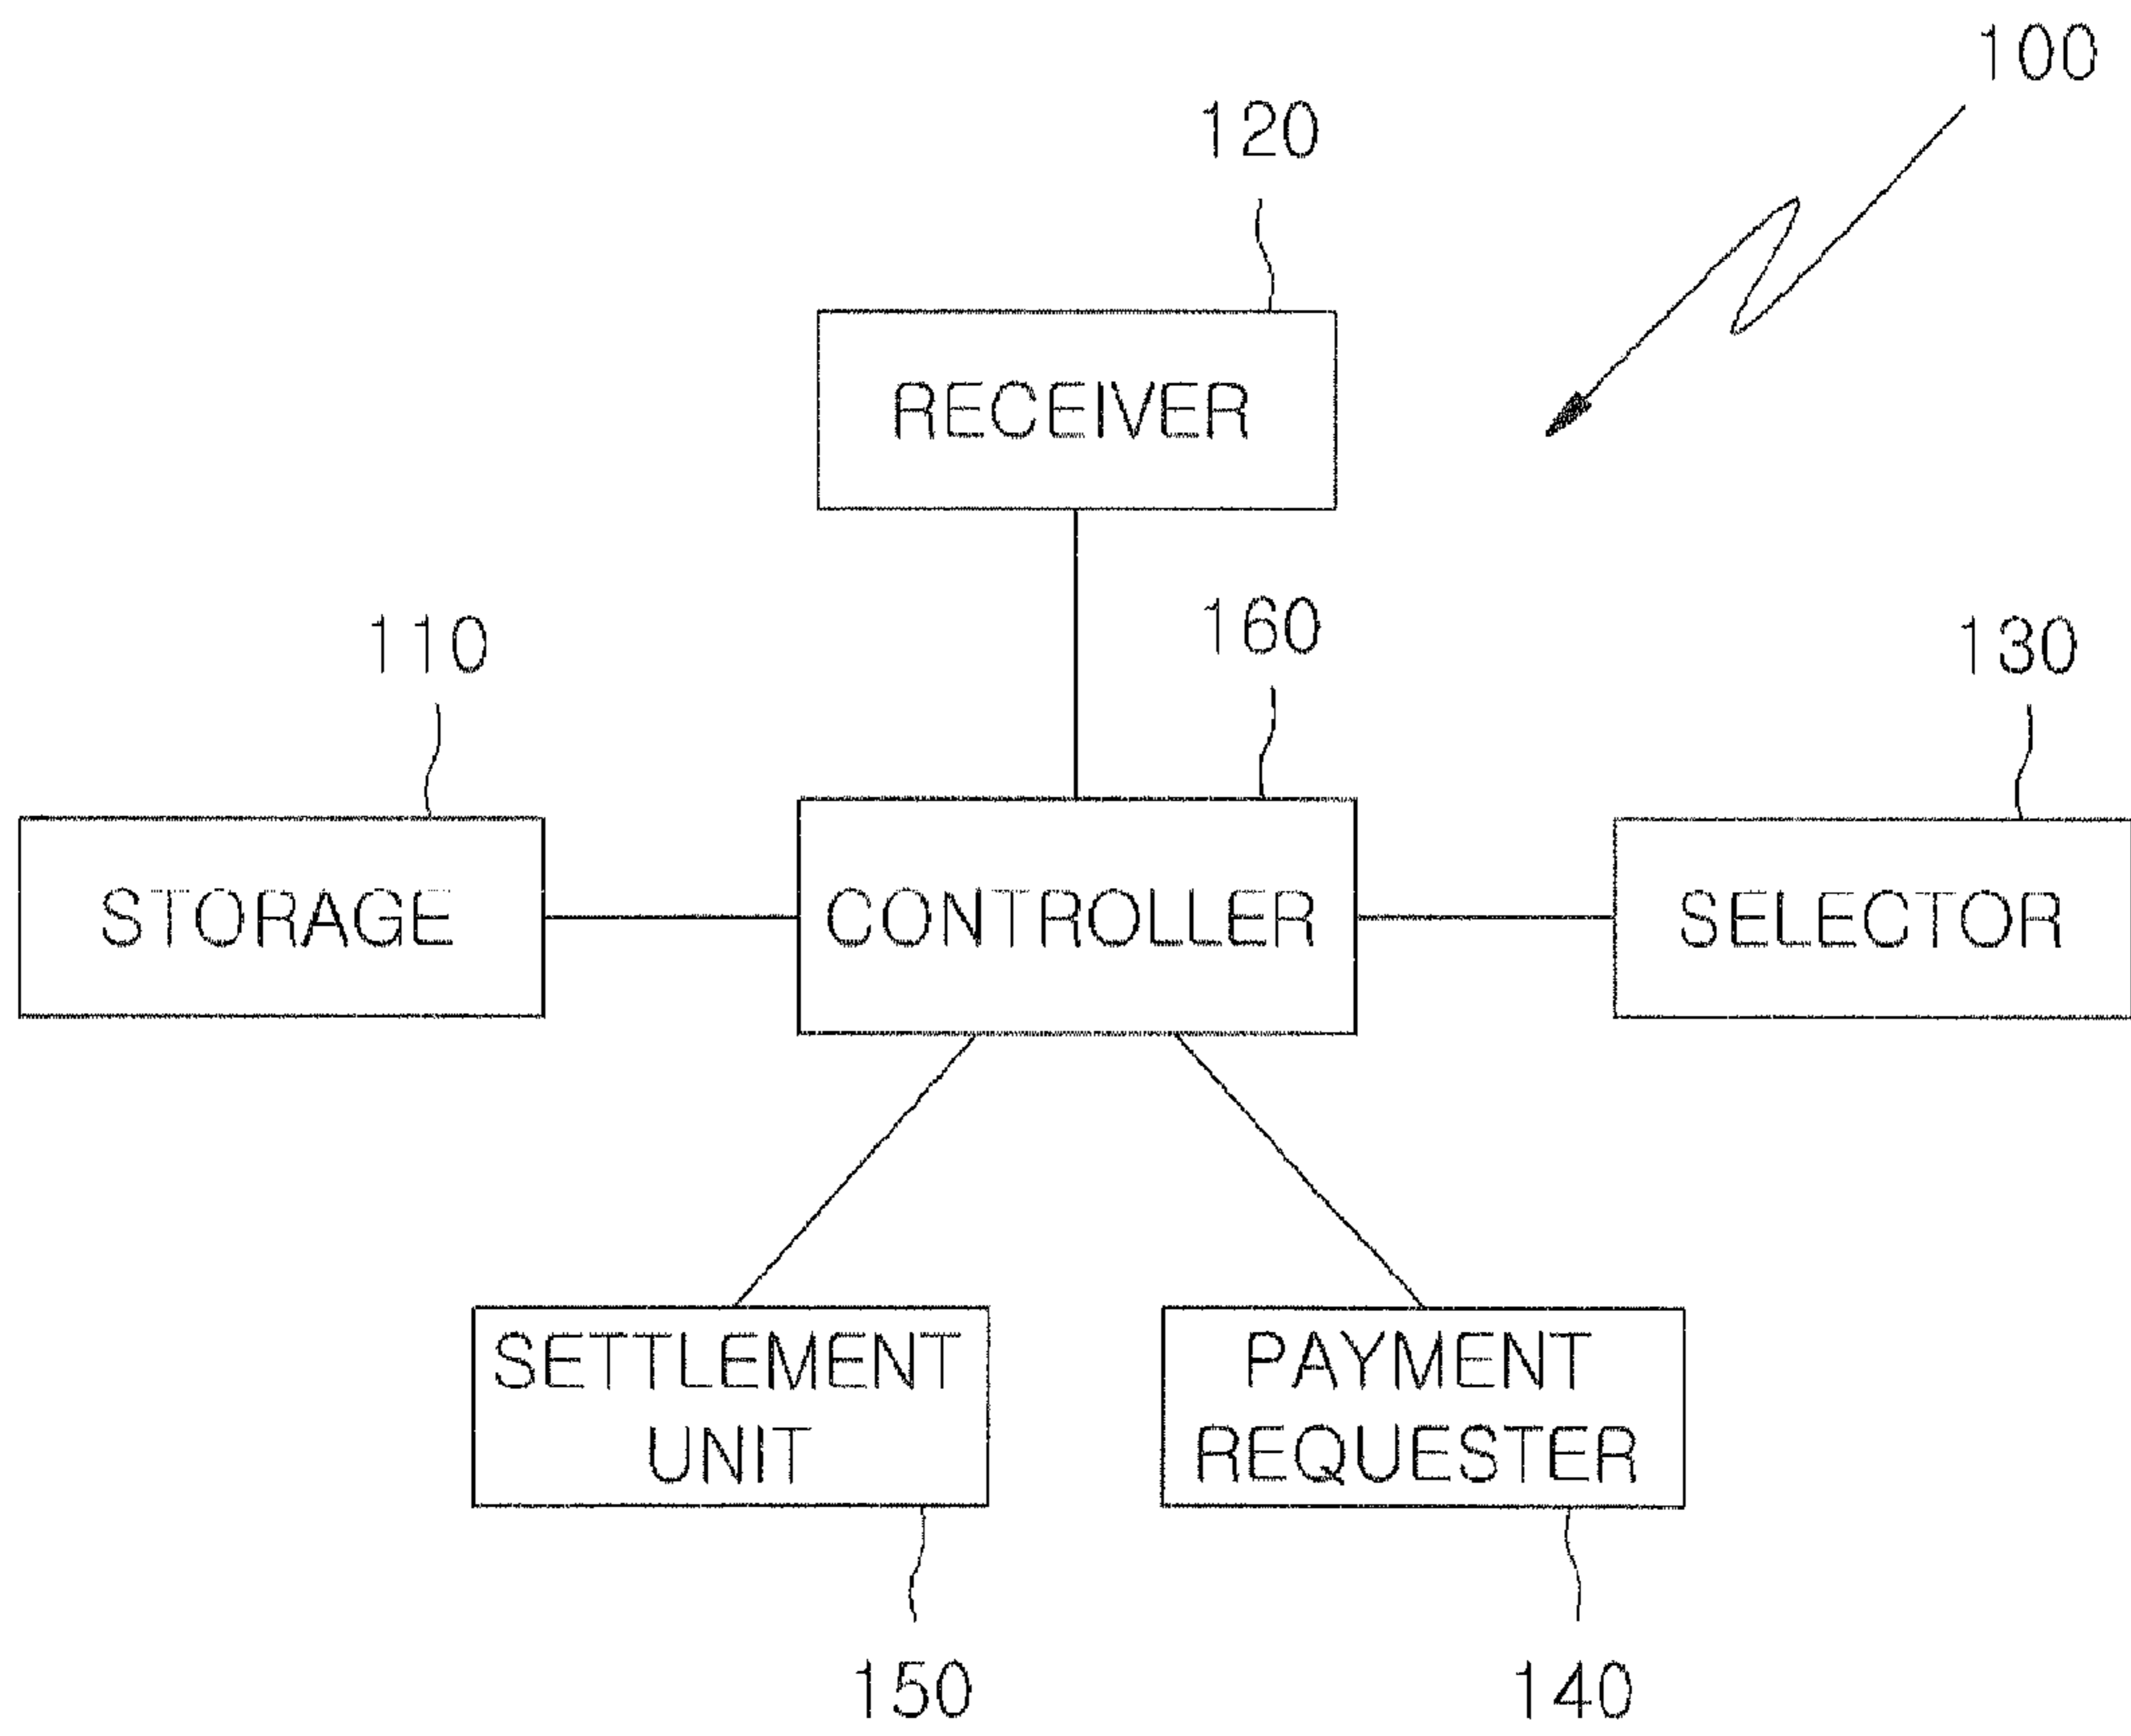 100
120
RECEIVER
110
160
130
STORAGE
CONTROLLER
SELECTOR
SETTLEMENT
UNIT
PAYMENT
REQUESTER
150
140